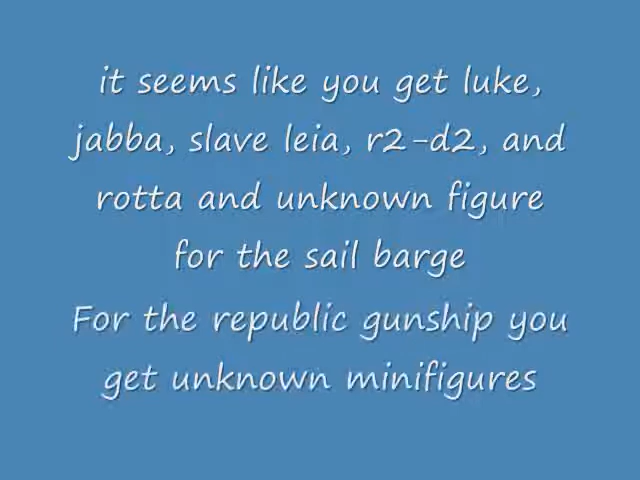 it seems like you get luke,
jabba, slave leia, r2-d2, and
rotta and unknown figure
for the sail barge
For the republic gunship you
get unknown minifigures